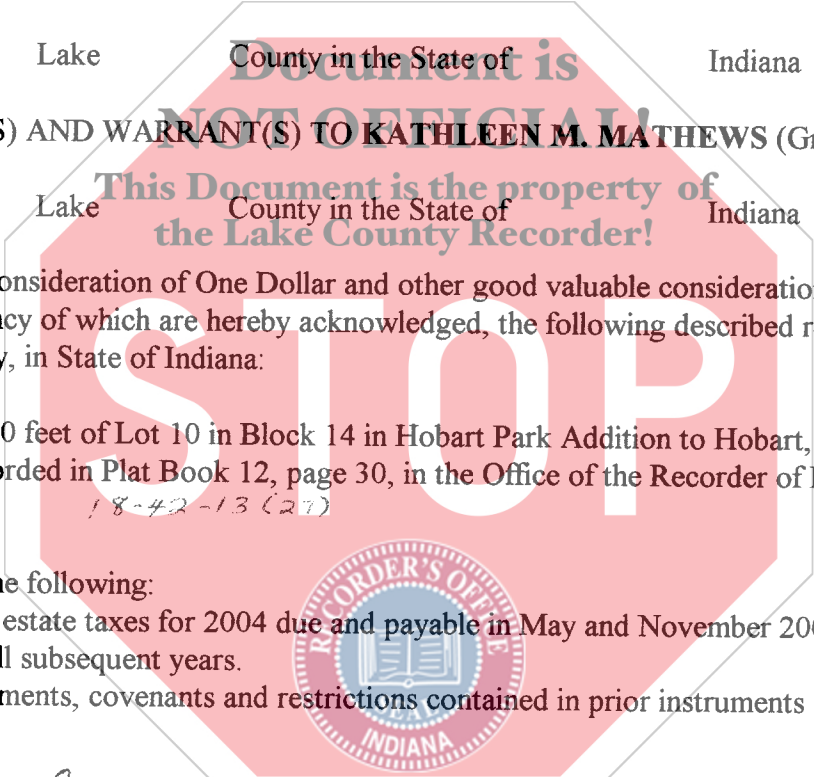 Document is
Lake County in the State of Indiana
NOT OFFICIAL!
S) AND WARRANT(S) TO KATHLEEN M. MATHEWS (Gr
This Document is the property of
Lake County in the State of Indiana
the Lake County Recorder!
onsideration of One Dollar and other good valuable consideratio
ncy of which are hereby acknowledged, the following described r
y, in State of Indiana:
STOP
0 feet of Lot 10 in Block 14 in Hobart Park Addition to Hobart,
orded in Plat Book 12, page 30, in the Office of the Recorder of
18-42-13 (27)
he following:
estate taxes for 2004 due and payable in May and November 200
ll subsequent years.
ments, covenants and restrictions contained in prior instruments
RECORDER'S OFFICE
SEAL
INDIANA